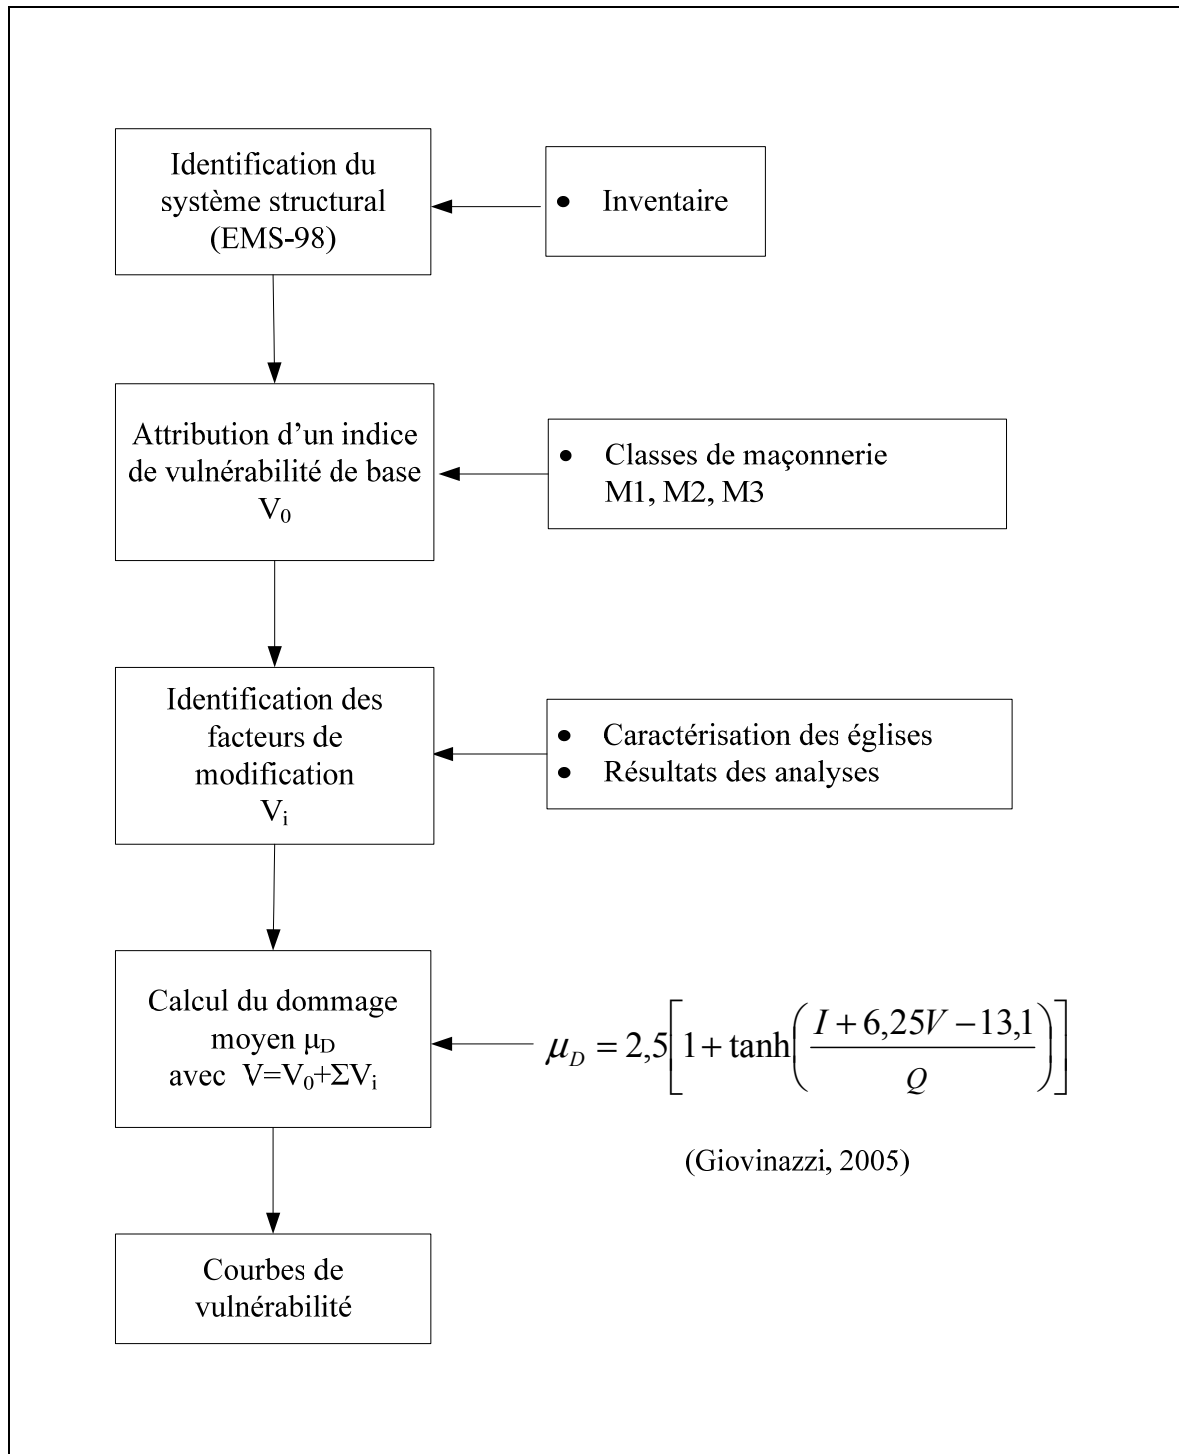 Identification du
système structural
(EMS-98)
• Inventaire
Attribution d’un indice
de vulnérabilité de base
V₀
• Classes de maçonnerie
M1, M2, M3
Identification des
facteurs de
modification
Vᵢ
• Caractérisation des églises
• Résultats des analyses
Calcul du dommage
moyen μD
avec V=V₀+ΣVᵢ
μD = 2,5[1 + tanh((I + 6,25V − 13,1)/Q)]
(Giovinazzi, 2005)
Courbes de
vulnérabilité